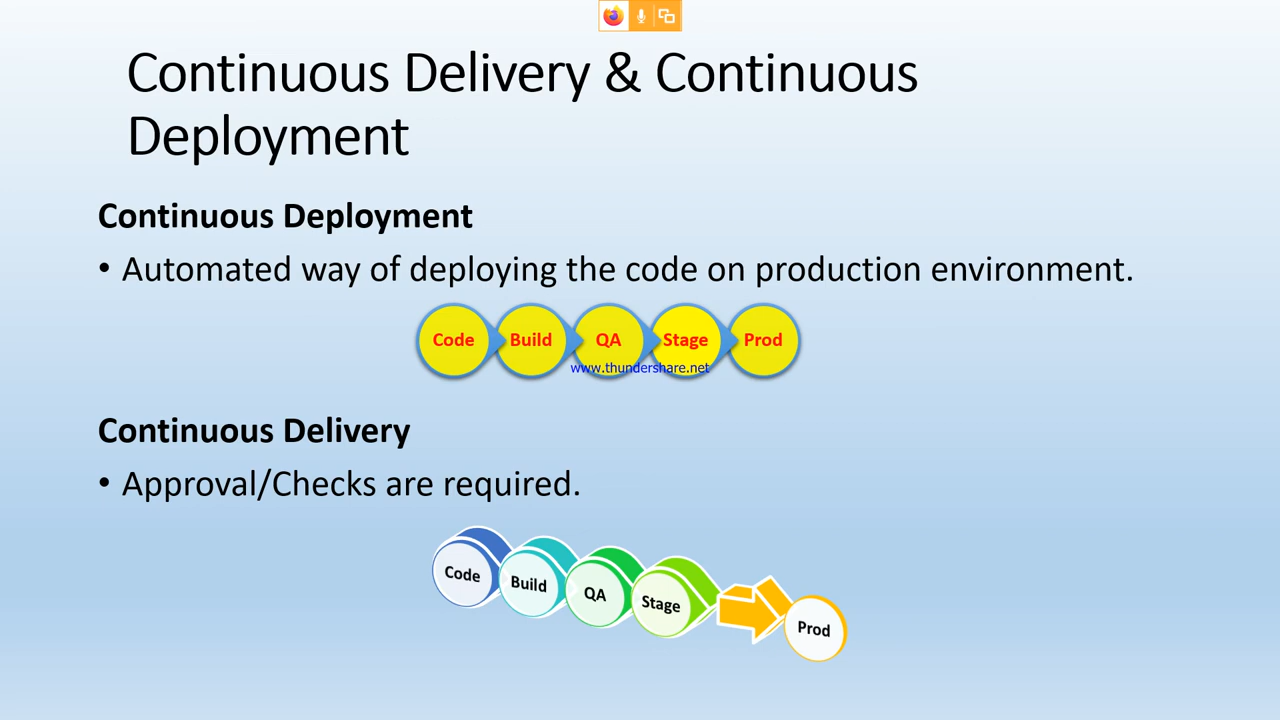 Continuous Delivery & Continuous
Deployment
Continuous Deployment
• Automated way of deploying the code on production environment.
Code Build QA Stage Prod
www.thundershare.net
Continuous Delivery
• Approval/Checks are required.
Code Build QA Stage Prod